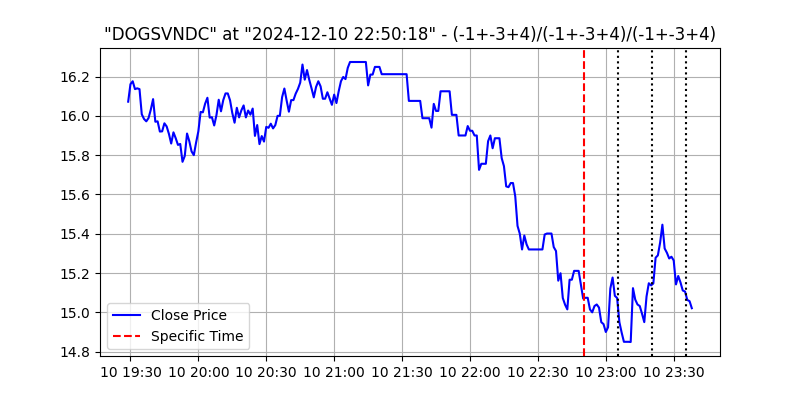 "DOGSVNDC" at "2024-12-10 22:50:18" - (-1+-3+4)/(-1+-3+4)/(-1+-3+4)
16.2
16.0
15.8
15.6
15.4
15.2
15.0
14.8
Close Price
Specific Time
10 19:30 10 20:00 10 20:30 10 21:00 10 21:30 10 22:00 10 22:30 10 23:00 10 23:30